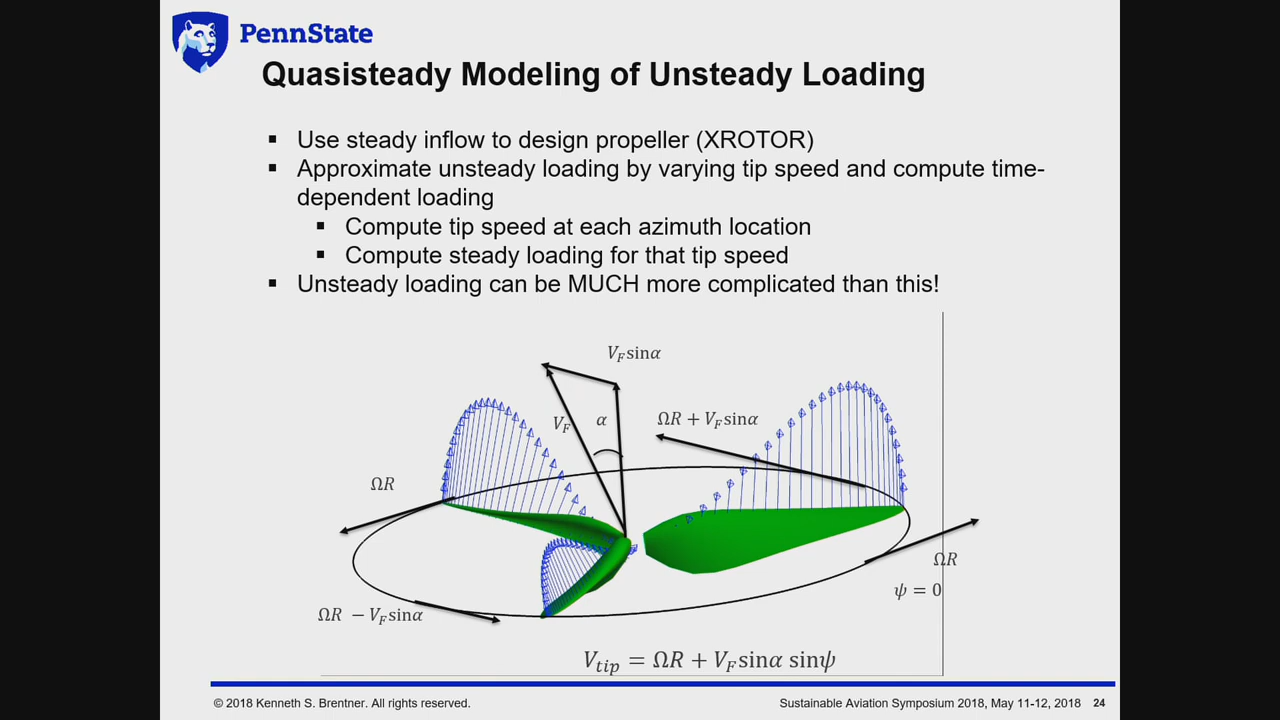 PennState
Quasisteady Modeling of Unsteady Loading
▪ Use steady inflow to design propeller (XROTOR)
▪ Approximate unsteady loading by varying tip speed and compute time-
dependent loading
▪ Compute tip speed at each azimuth location
▪ Compute steady loading for that tip speed
▪ Unsteady loading can be MUCH more complicated than this!
V_F sinα
V_F
α
ΩR + V_F sinα
ΩR
ΩR
ψ = 0
ΩR − V_F sinα
V_tip = ΩR + V_F sinα sinψ
© 2018 Kenneth S. Brentner. All rights reserved.
Sustainable Aviation Symposium 2018, May 11-12, 2018 24